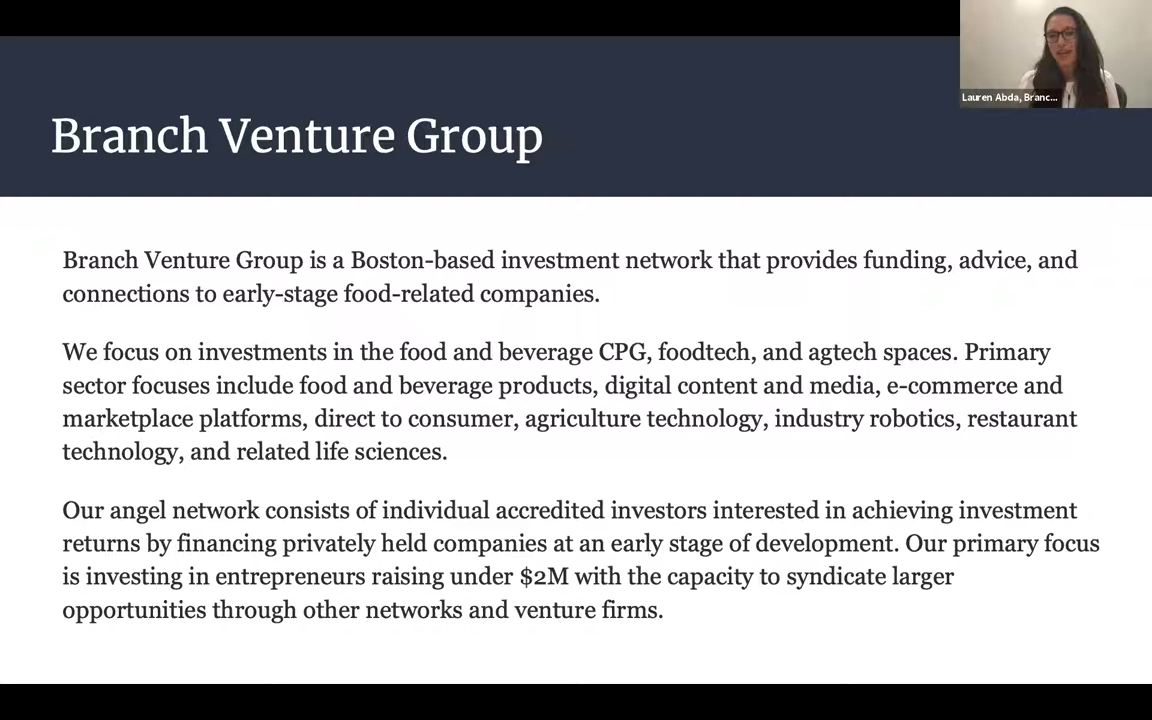 Lauren Abda, Branc...
Branch Venture Group
Branch Venture Group is a Boston-based investment network that provides funding, advice, and
connections to early-stage food-related companies.
We focus on investments in the food and beverage CPG, foodtech, and agtech spaces. Primary
sector focuses include food and beverage products, digital content and media, e-commerce and
marketplace platforms, direct to consumer, agriculture technology, industry robotics, restaurant
technology, and related life sciences.
Our angel network consists of individual accredited investors interested in achieving investment
returns by financing privately held companies at an early stage of development. Our primary focus
is investing in entrepreneurs raising under $2M with the capacity to syndicate larger
opportunities through other networks and venture firms.